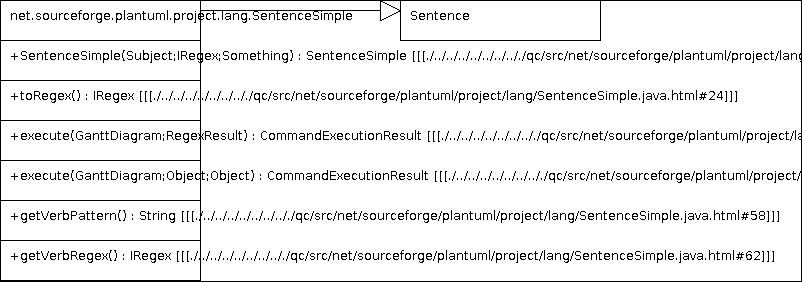 net.sourceforge.plantuml.project.lang.SentenceSimple
Sentence
+SentenceSimple(Subject;IRegex;Something) : SentenceSimple [[[./../../../../../../../../qc/src/net/sourceforge/plantuml/project/lang
+toRegex() : IRegex [[[./../../../../../../../../qc/src/net/sourceforge/plantuml/project/lang/SentenceSimple.java.html#24]]]
+execute(GanttDiagram;RegexResult) : CommandExecutionResult [[[./../../../../../../../../qc/src/net/sourceforge/plantuml/project/la
+execute(GanttDiagram;Object;Object) : CommandExecutionResult [[[./../../../../../../../../qc/src/net/sourceforge/plantuml/project/
+getVerbPattern() : String [[[./../../../../../../../../qc/src/net/sourceforge/plantuml/project/lang/SentenceSimple.java.html#58]]]
+getVerbRegex() : IRegex [[[./../../../../../../../../qc/src/net/sourceforge/plantuml/project/lang/SentenceSimple.java.html#62]]]